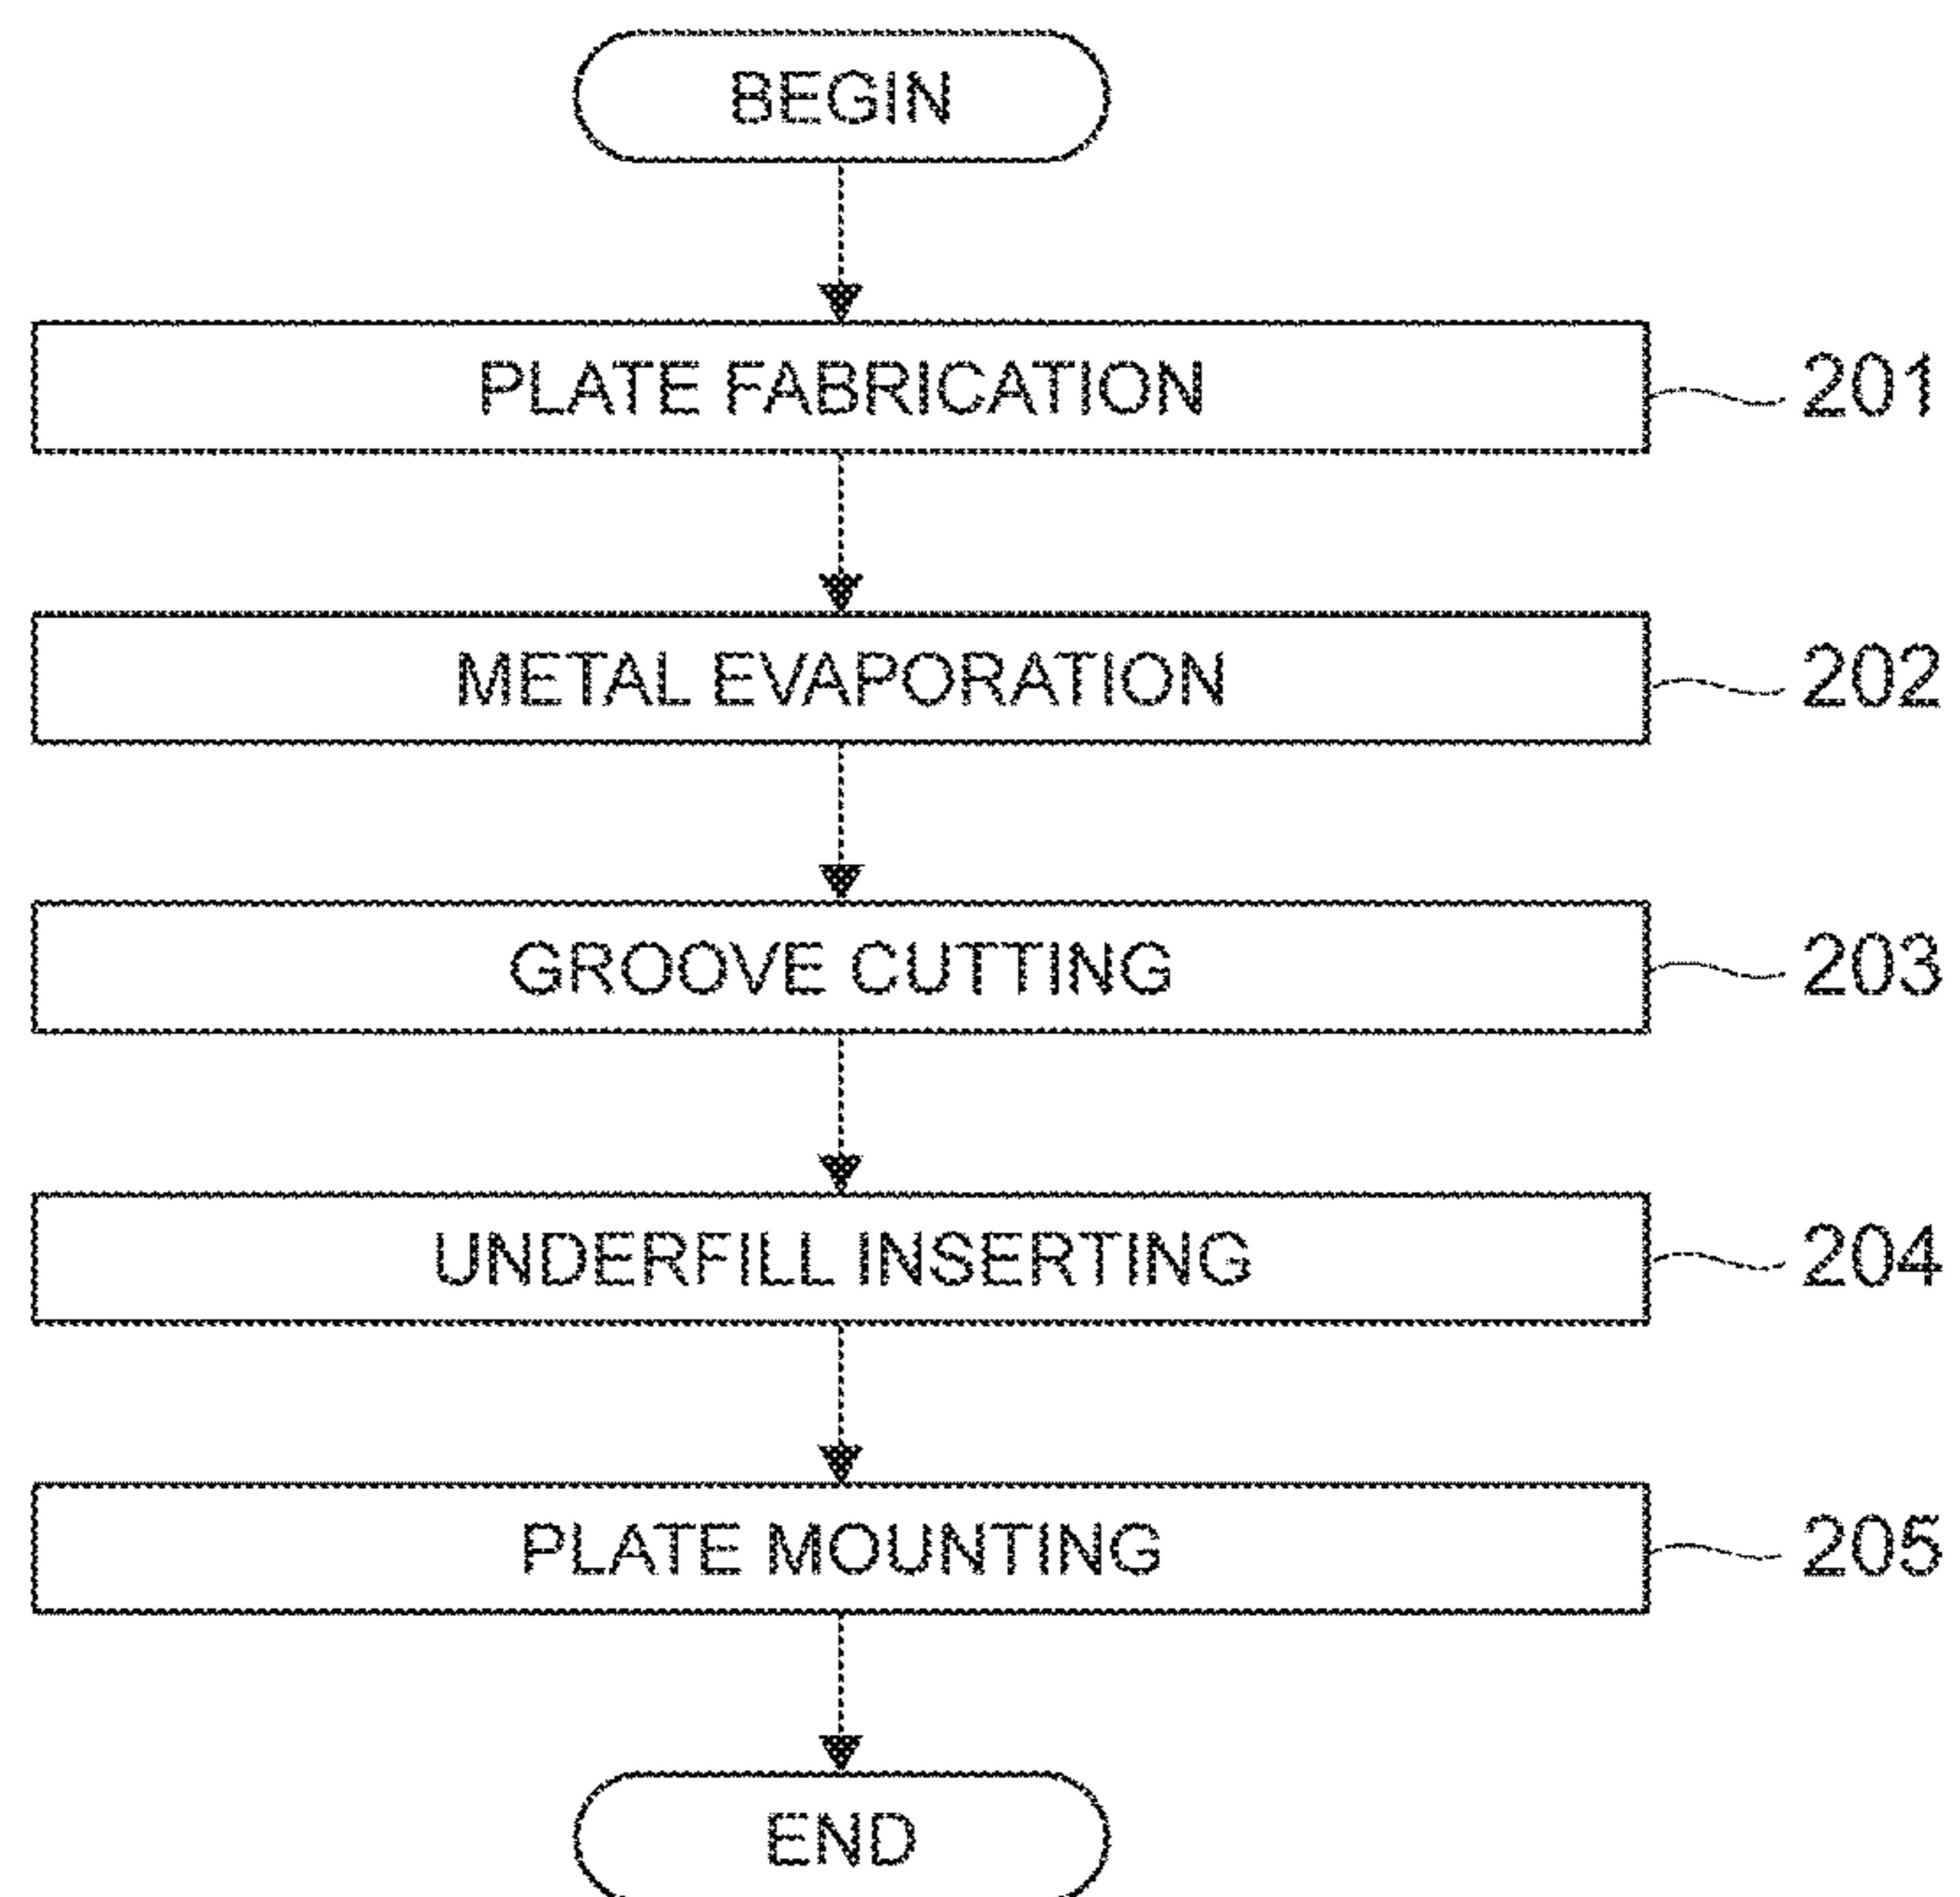 BEGIN
PLATE FABRICATION 201
METAL EVAPORATION 202
GROOVE CUTTING 203
UNDERFILL INSERTING 204
PLATE MOUNTING 205
END